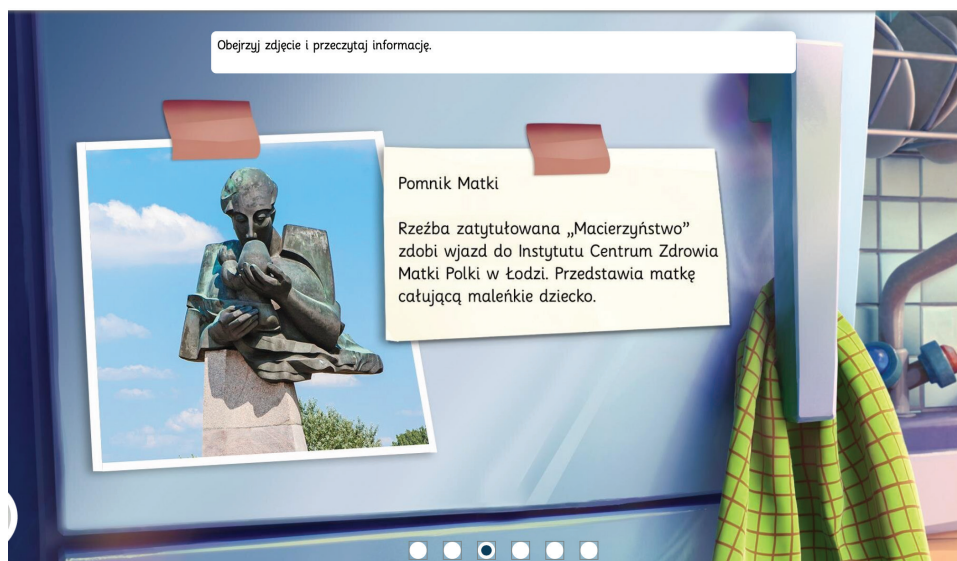 Obejrzyj zdjęcie i przeczytaj informację.
Pomnik Matki
Rzeźba zatytułowana „Macierzyństwo”
zdobi wjazd do Instytutu Centrum Zdrowia
Matki Polki w Łodzi. Przedstawia matkę
całującą maleńkie dziecko.